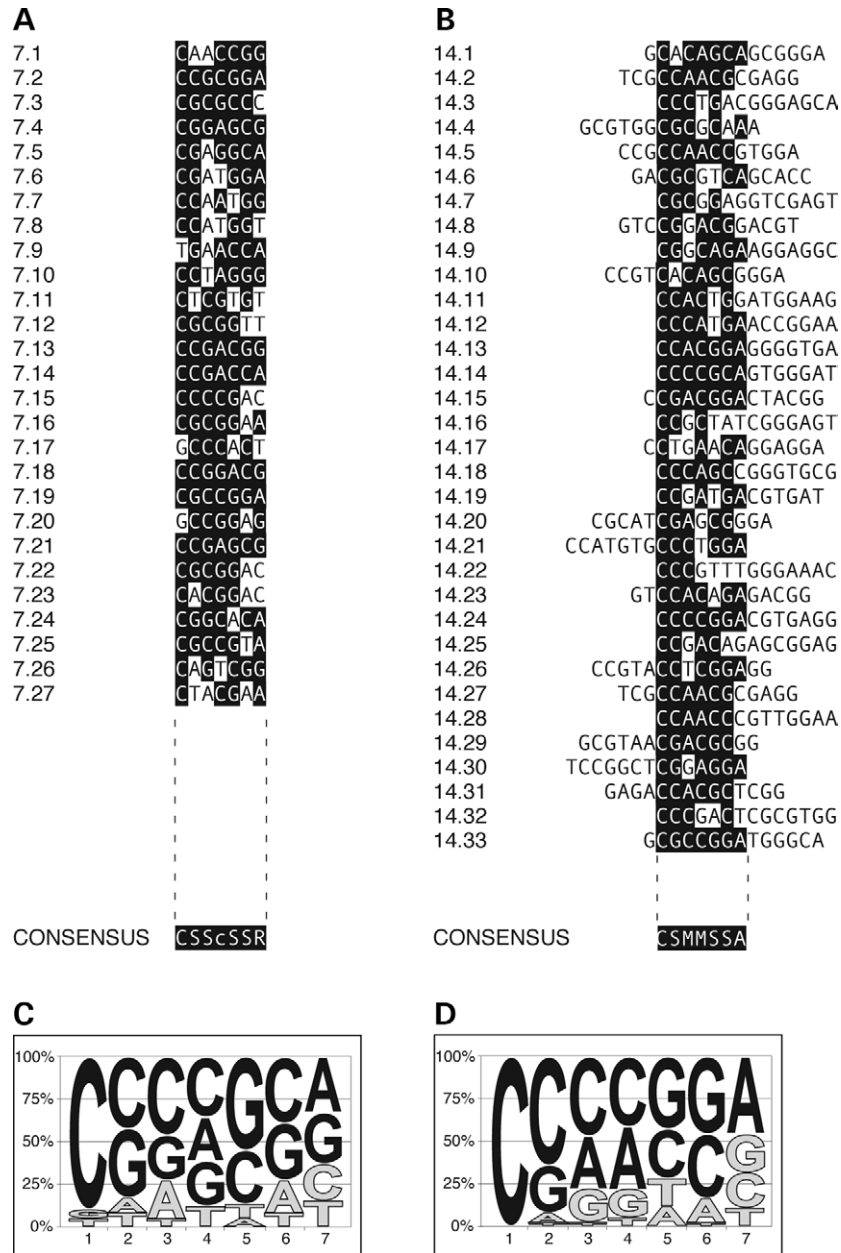 A
7.1 CAACCGG
7.2 CCGCGGA
7.3 CGCGCCC
7.4 CGGAGCG
7.5 CGAGGCA
7.6 CGATGGA
7.7 CCAATGG
7.8 CCATGGT
7.9 TGAACCA
7.10 CCTAGGG
7.11 CTCGTGT
7.12 CGCGGTT
7.13 CCGACGG
7.14 CCGACCA
7.15 CCCCGAC
7.16 CGCGGAA
7.17 GCCCACT
7.18 CCGGACG
7.19 CGCCGGA
7.20 GCCGGAG
7.21 CCGAGCG
7.22 CGCGGAC
7.23 CACGGAC
7.24 CGGCACA
7.25 CGCCGTA
7.26 CAGTCGG
7.27 CTACGAA
CONSENSUS CSScSSR
B
14.1 GCACAGCAGCGGGA
14.2 TCGCCAACGCGAGG
14.3 CCCTGACGGGAGCA
14.4 GCGTGGCGCGCAAA
14.5 CCGCCAACCGTGGA
14.6 GACGCGTCAGCACC
14.7 CGCGGAGGTCGAGT
14.8 GTCCGGACGGACGT
14.9 CGGCAGAAGGAGGC
14.10 CCGTCACAGCGGGA
14.11 CCACTGGATGGAAG
14.12 CCCATGAACCGGAA
14.13 CCACGGAGGGGTGA
14.14 CCCCGCAGTGGGAT
14.15 CCGACGGACTACGG
14.16 CCGCTATCGGGAGT
14.17 CCTGAACAGGAGGA
14.18 CCCAGCCGGGTGCG
14.19 CCGATGACGTGAT
14.20 CGCATCGAGCGGGA
14.21 CCATGTGCCCTGGA
14.22 CCCGTTTGGGAAAC
14.23 GTCCACAGAGACGG
14.24 CCCCGGACGTGAGG
14.25 CCGACAGAGCGGAG
14.26 CCGTACCTCGGAGG
14.27 TCGCCAACGCGAGG
14.28 CCAACCCGTTGGAA
14.29 GCGTAACGACGCGG
14.30 TCCGGCTCGGAGGA
14.31 GAGACCACGCTCGG
14.32 CCCGACTCGCGTGG
14.33 GCGCCGGATGGGCA
CONSENSUS CSMMSSA
C
100%
75%
50%
25%
0%
C C C C G C A
G G A C G G
A A G T A C
T T T A T T
1 2 3 4 5 6 7
D
100%
75%
50%
25%
0%
C C C C G G A
G A A C C G
A G G T A C
T A T
1 2 3 4 5 6 7